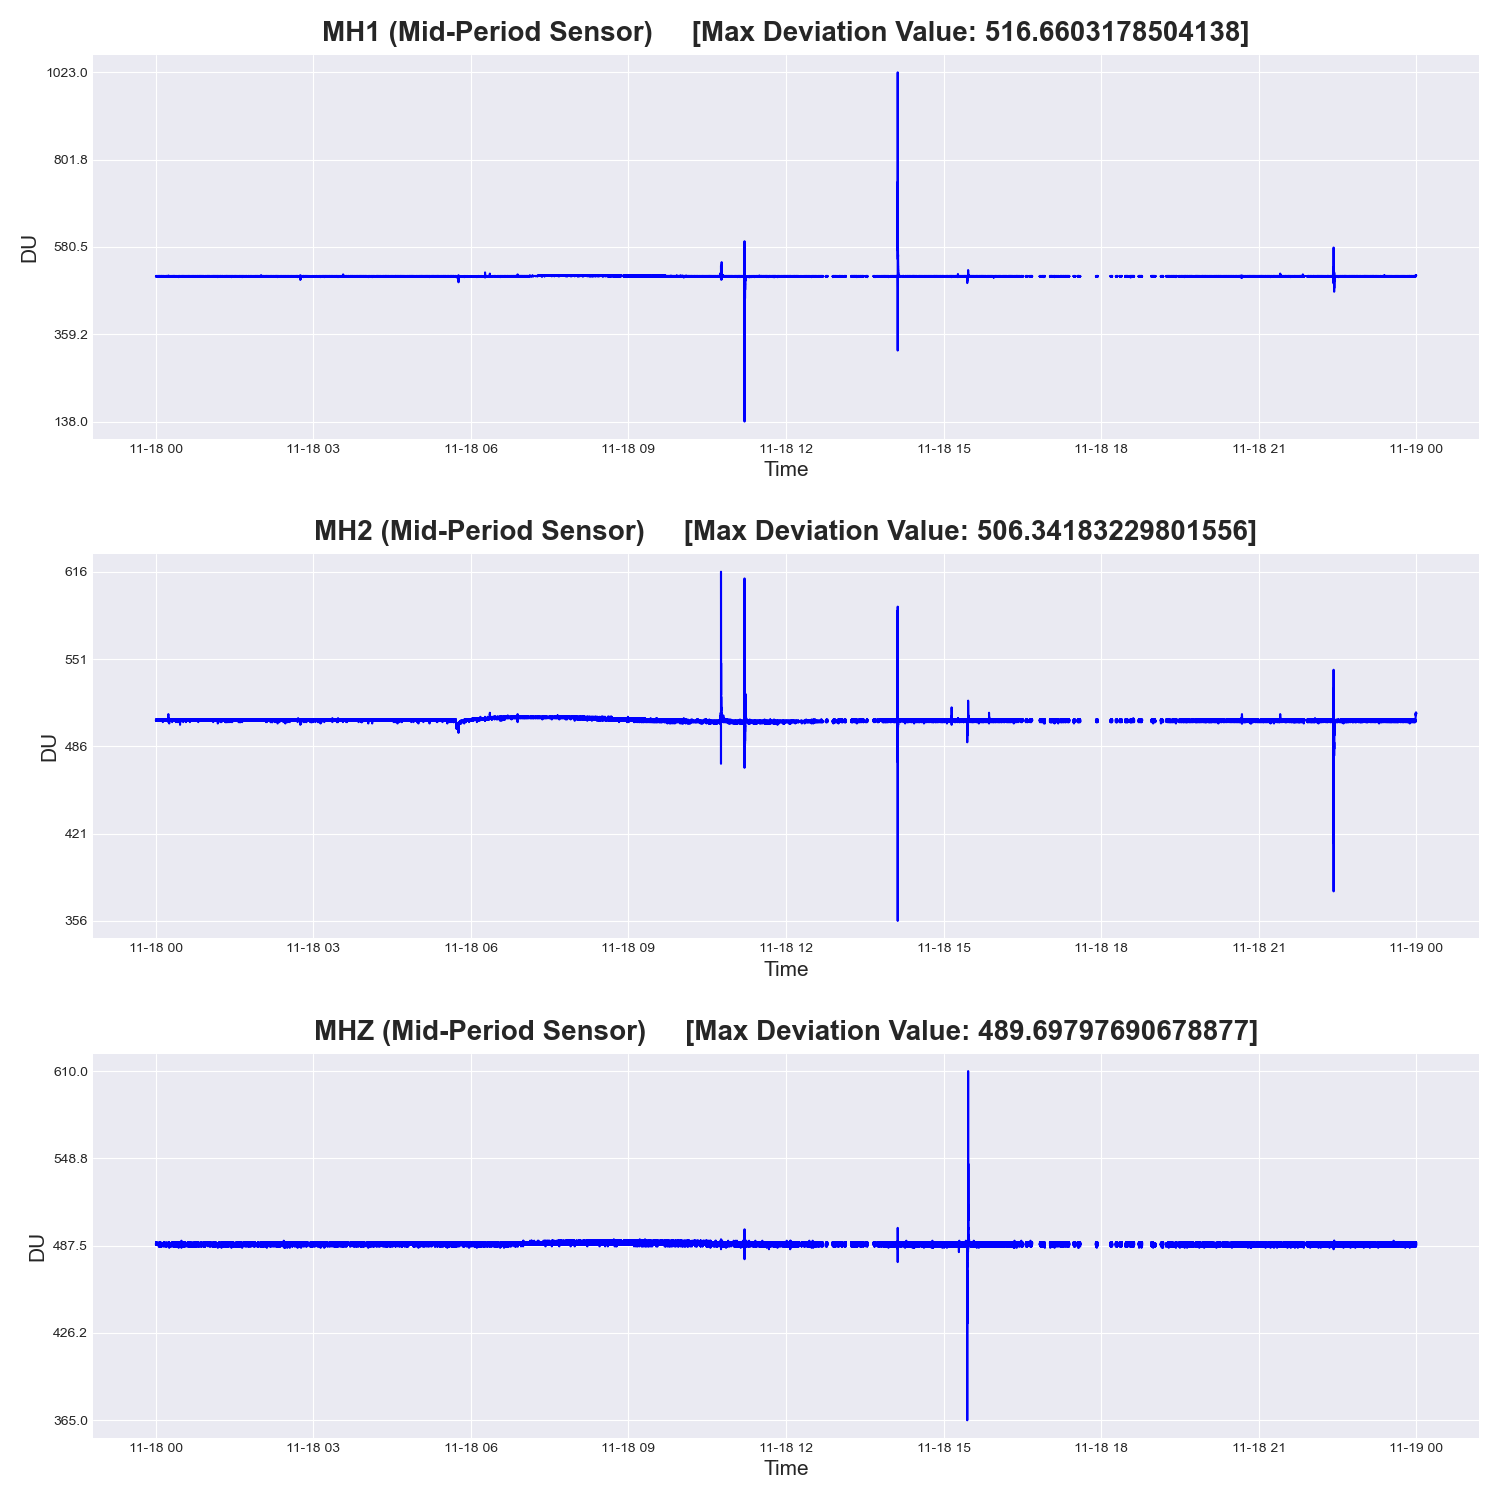 MH1 (Mid-Period Sensor) [Max Deviation Value: 516.6603178504138]
1023.0
801.8
580.5
359.2
138.0
DU
11-18 00 11-18 03 11-18 06 11-18 09 11-18 12 11-18 15 11-18 18 11-18 21 11-19 00
Time
MH2 (Mid-Period Sensor) [Max Deviation Value: 506.34183229801556]
616
551
486
421
356
DU
11-18 00 11-18 03 11-18 06 11-18 09 11-18 12 11-18 15 11-18 18 11-18 21 11-19 00
Time
MHZ (Mid-Period Sensor) [Max Deviation Value: 489.69797690678877]
610.0
548.8
487.5
426.2
365.0
DU
11-18 00 11-18 03 11-18 06 11-18 09 11-18 12 11-18 15 11-18 18 11-18 21 11-19 00
Time